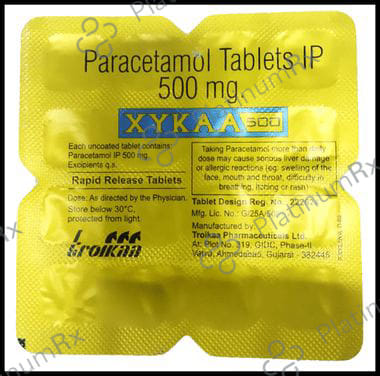 Paracetamol Tablets IP
500 mg
XYKAA 500
Each uncoated tablet contains:
Paracetamol IP 500 mg.
Excipients q.s.
Rapid Release Tablets
Dose: As directed by the Physician.
Store below 30°C,
protected from light.
troikaa
Taking Paracetamol more than daily
dose may cause serious liver damage
or allergic reactions (eg. swelling of the
face, mouth and throat, difficulty in
breathing, itching or rash)
Tablet Design Reg. No.
Mfg. Lic. No.: G/25A/
Manufactured by:
Troikaa Pharmaceuticals Ltd.
At: Plot No. 319, GIDC, Phase-II
Vatva, Ahmedabad, Gujarat - 382445
PlatinumRx